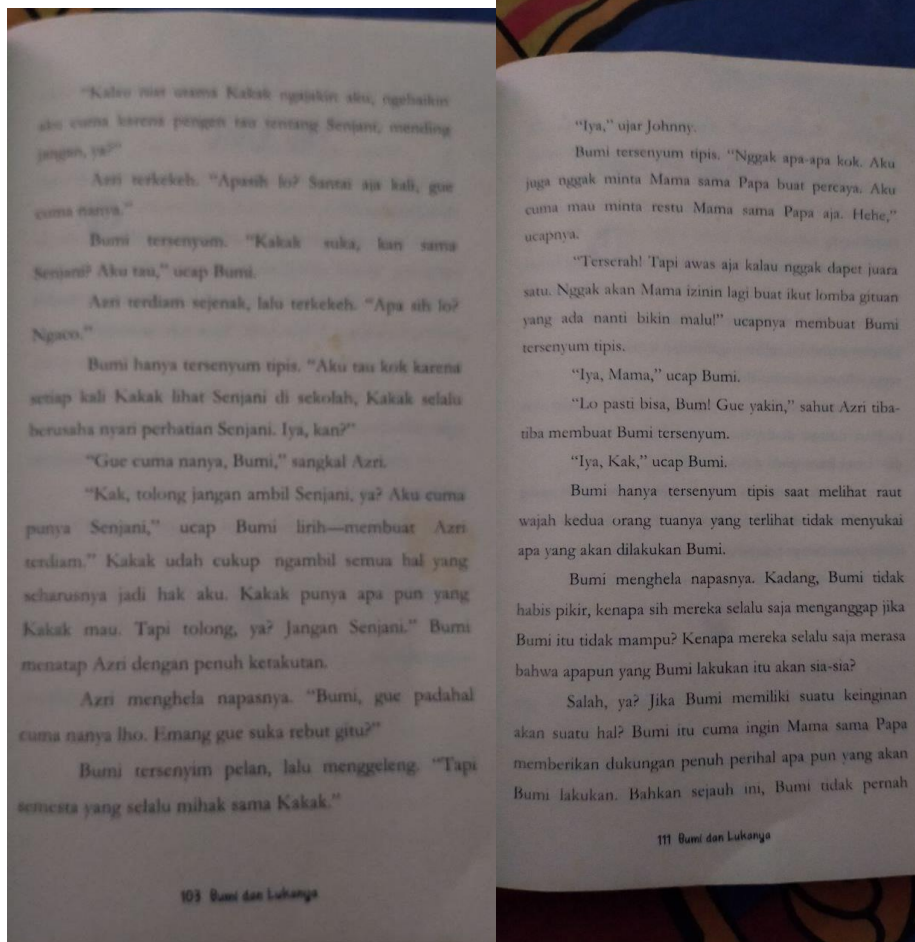 "Kalau niat utama Kakak ngajakin aku, ngebaikin
aku cuma karena pengen tau tentang Senjani, mending
jangan, ya?"
Azri terkekeh. "Apasih lo? Santai aja kali, gue
cuma nanya."
Bumi tersenyum. "Kakak suka, kan sama
Senjani? Aku tau," ucap Bumi.
Azri terdiam sejenak, lalu terkekeh. "Apa sih lo?
Ngaco."
Bumi hanya tersenyum tipis. "Aku tau kok karena
setiap kali Kakak lihat Senjani di sekolah, Kakak selalu
berusaha nyari perhatian Senjani. Iya, kan?"
"Gue cuma nanya, Bumi," sangkal Azri.
"Kak, tolong jangan ambil Senjani, ya? Aku cuma
punya Senjani," ucap Bumi lirih—membuat Azri
terdiam." Kakak udah cukup ngambil semua hal yang
seharusnya jadi hak aku. Kakak punya apa pun yang
Kakak mau. Tapi tolong, ya? Jangan Senjani." Bumi
menatap Azri dengan penuh ketakutan.
Azri menghela napasnya. "Bumi, gue padahal
cuma nanya lho. Emang gue suka rebut gitu?"
Bumi tersenyim pelan, lalu menggeleng. "Tapi
semesta yang selalu mihak sama Kakak."
103 Bumi dan Lukanya
"Iya," ujar Johnny.
Bumi tersenyum tipis. "Nggak apa-apa kok. Aku
juga nggak minta Mama sama Papa buat percaya. Aku
cuma mau minta restu Mama sama Papa aja. Hehe,"
ucapnya.
"Terserah! Tapi awas aja kalau nggak dapet juara
satu. Nggak akan Mama izinin lagi buat ikut lomba gituan
yang ada nanti bikin malu!" ucapnya membuat Bumi
tersenyum tipis.
"Iya, Mama," ucap Bumi.
"Lo pasti bisa, Bum! Gue yakin," sahut Azri tiba-
tiba membuat Bumi tersenyum.
"Iya, Kak," ucap Bumi.
Bumi hanya tersenyum tipis saat melihat raut
wajah kedua orang tuanya yang terlihat tidak menyukai
apa yang akan dilakukan Bumi.
Bumi menghela napasnya. Kadang, Bumi tidak
habis pikir, kenapa sih mereka selalu saja menganggap jika
Bumi itu tidak mampu? Kenapa mereka selalu saja merasa
bahwa apapun yang Bumi lakukan itu akan sia-sia?
Salah, ya? Jika Bumi memiliki suatu keinginan
akan suatu hal? Bumi itu cuma ingin Mama sama Papa
memberikan dukungan penuh perihal apa pun yang akan
Bumi lakukan. Bahkan sejauh ini, Bumi tidak pernah
111 Bumi dan Lukanya